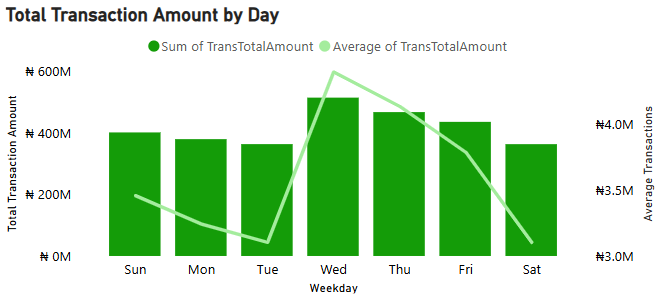 Total Transaction Amount by Day
Sum of TransTotalAmount Average of TransTotalAmount
₦ 600M
₦ 400M
₦ 200M
₦ 0M
Total Transaction Amount
₦4.0M
₦3.5M
₦3.0M
Average Transactions
Sun Mon Tue Wed Thu Fri Sat
Weekday